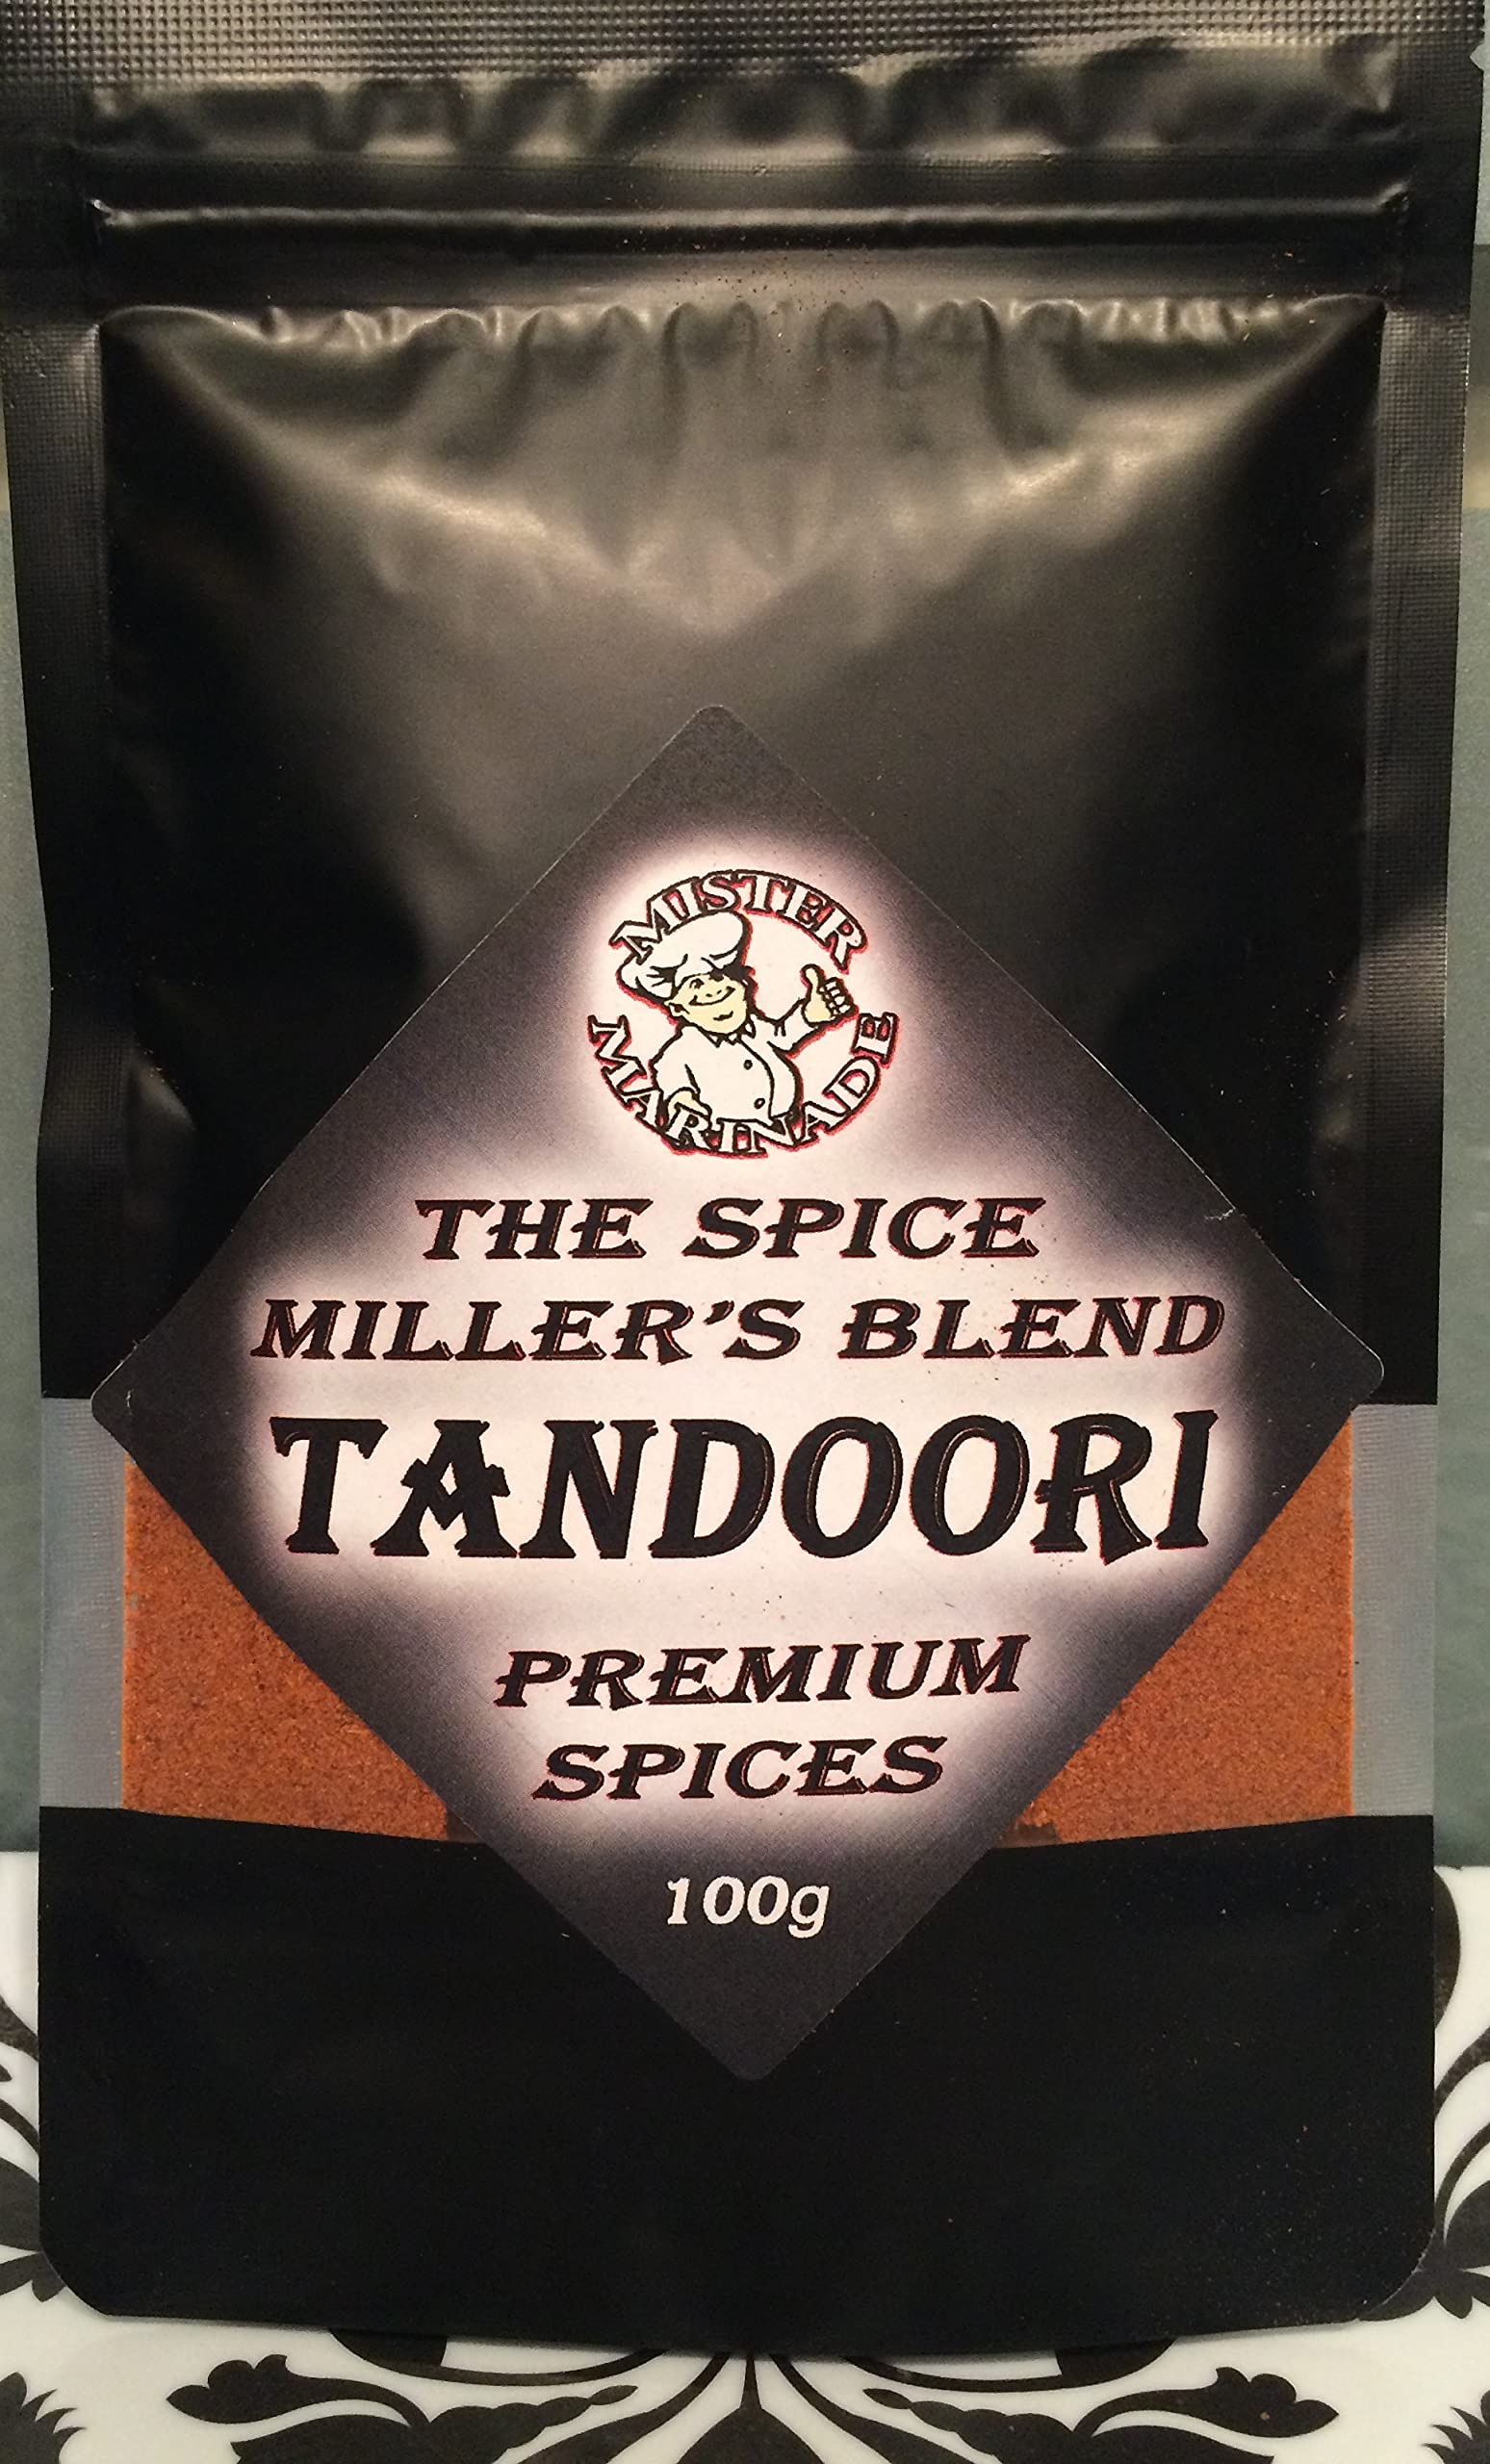 MISTER
MARINADE
THE SPICE
MILLER'S BLEND
TANDOORI
PREMIUM
SPICES
100g